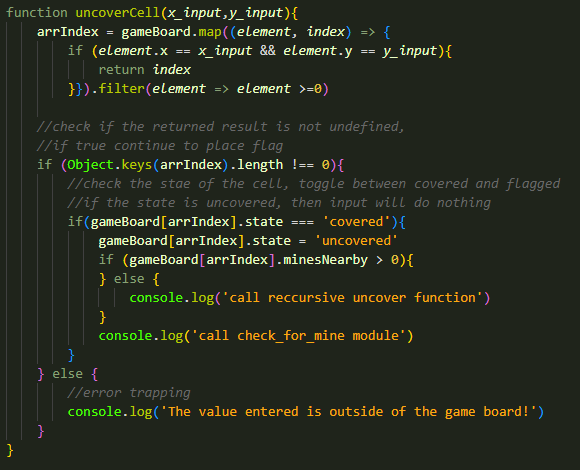 function uncoverCell(x_input,y_input){
    arrIndex = gameBoard.map((element, index) => {
        if (element.x == x_input && element.y == y_input){
            return index
        }}).filter(element => element >=0)

    //check if the returned result is not undefined,
    //if true continue to place flag
    if (Object.keys(arrIndex).length !== 0){
        //check the stae of the cell, toggle between covered and flagged
        //if the state is uncovered, then input will do nothing
        if(gameBoard[arrIndex].state === 'covered'){
            gameBoard[arrIndex].state = 'uncovered'
            if (gameBoard[arrIndex].minesNearby > 0){
            } else {
                console.log('call reccursive uncover function')
            }
            console.log('call check_for_mine module')
        }
    } else {
        //error trapping
        console.log('The value entered is outside of the game board!')
    }
}